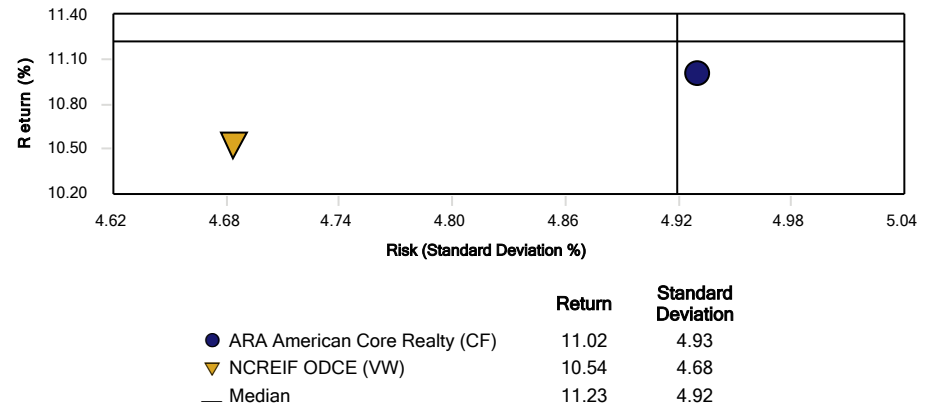 11.40
11.10
10.80
10.50
10.20
Return (%)
4.62 4.68 4.74 4.80 4.86 4.92 4.98 5.04
Risk (Standard Deviation %)
Return Standard Deviation
ARA American Core Realty (CF) 11.02 4.93
NCREIF ODCE (VW) 10.54 4.68
Median 11.23 4.92